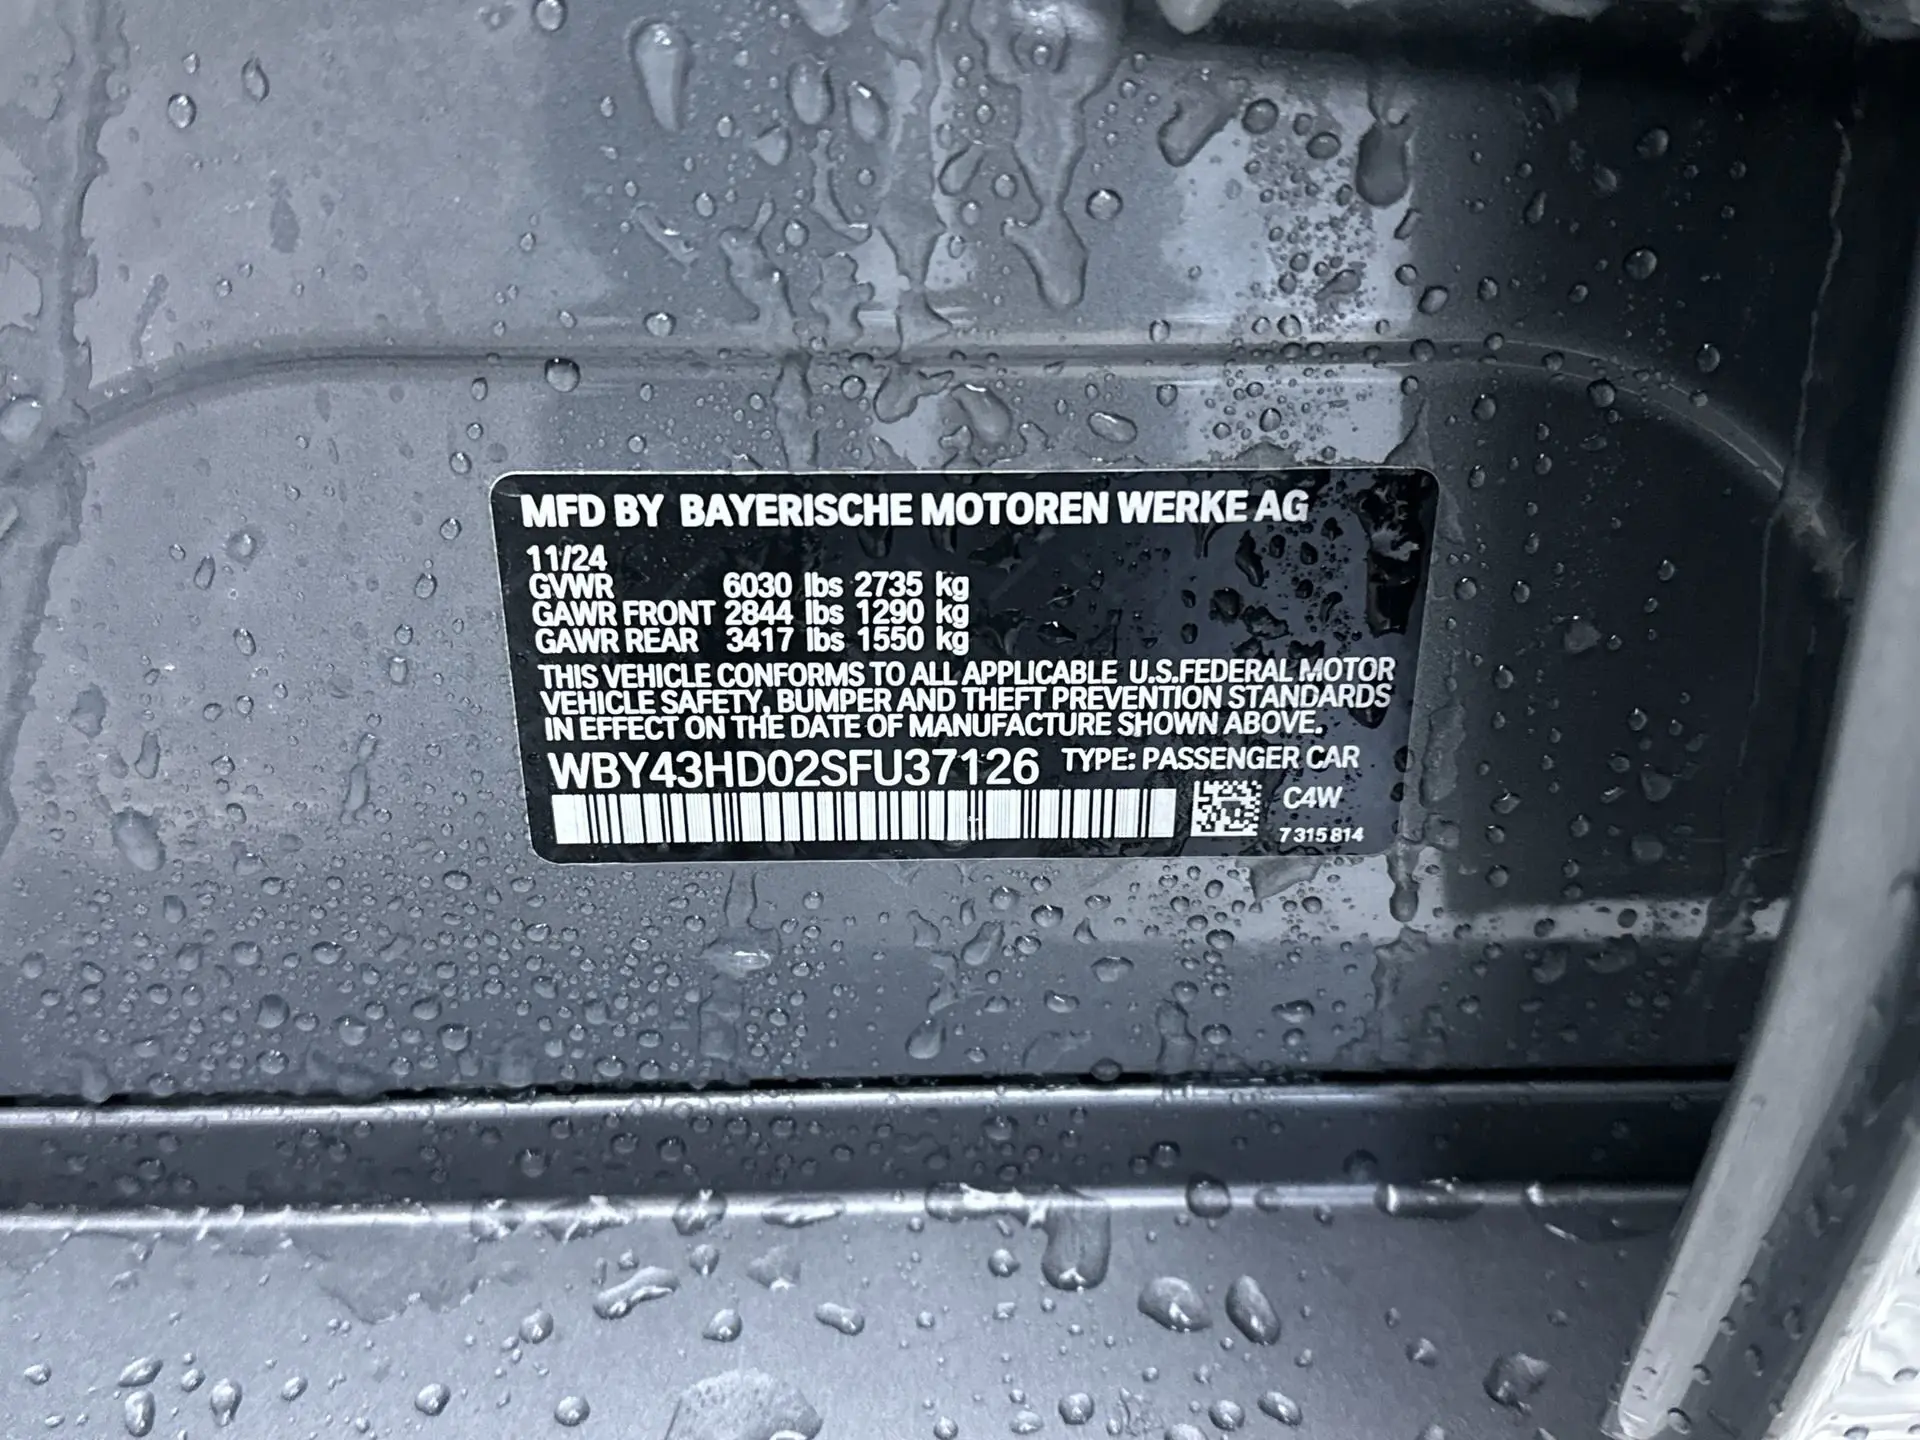 MFD BY BAYERISCHE MOTOREN WERKE AG
11/24
GVWR 6030 lbs 2735 kg
GAWR FRONT 2844 lbs 1290 kg
GAWR REAR 3417 lbs 1550 kg
THIS VEHICLE CONFORMS TO ALL APPLICABLE U.S.FEDERAL MOTOR
VEHICLE SAFETY, BUMPER AND THEFT PREVENTION STANDARDS
IN EFFECT ON THE DATE OF MANUFACTURE SHOWN ABOVE.
WBY43HD02SFU37126 TYPE: PASSENGER CAR
C4W
7 315 814